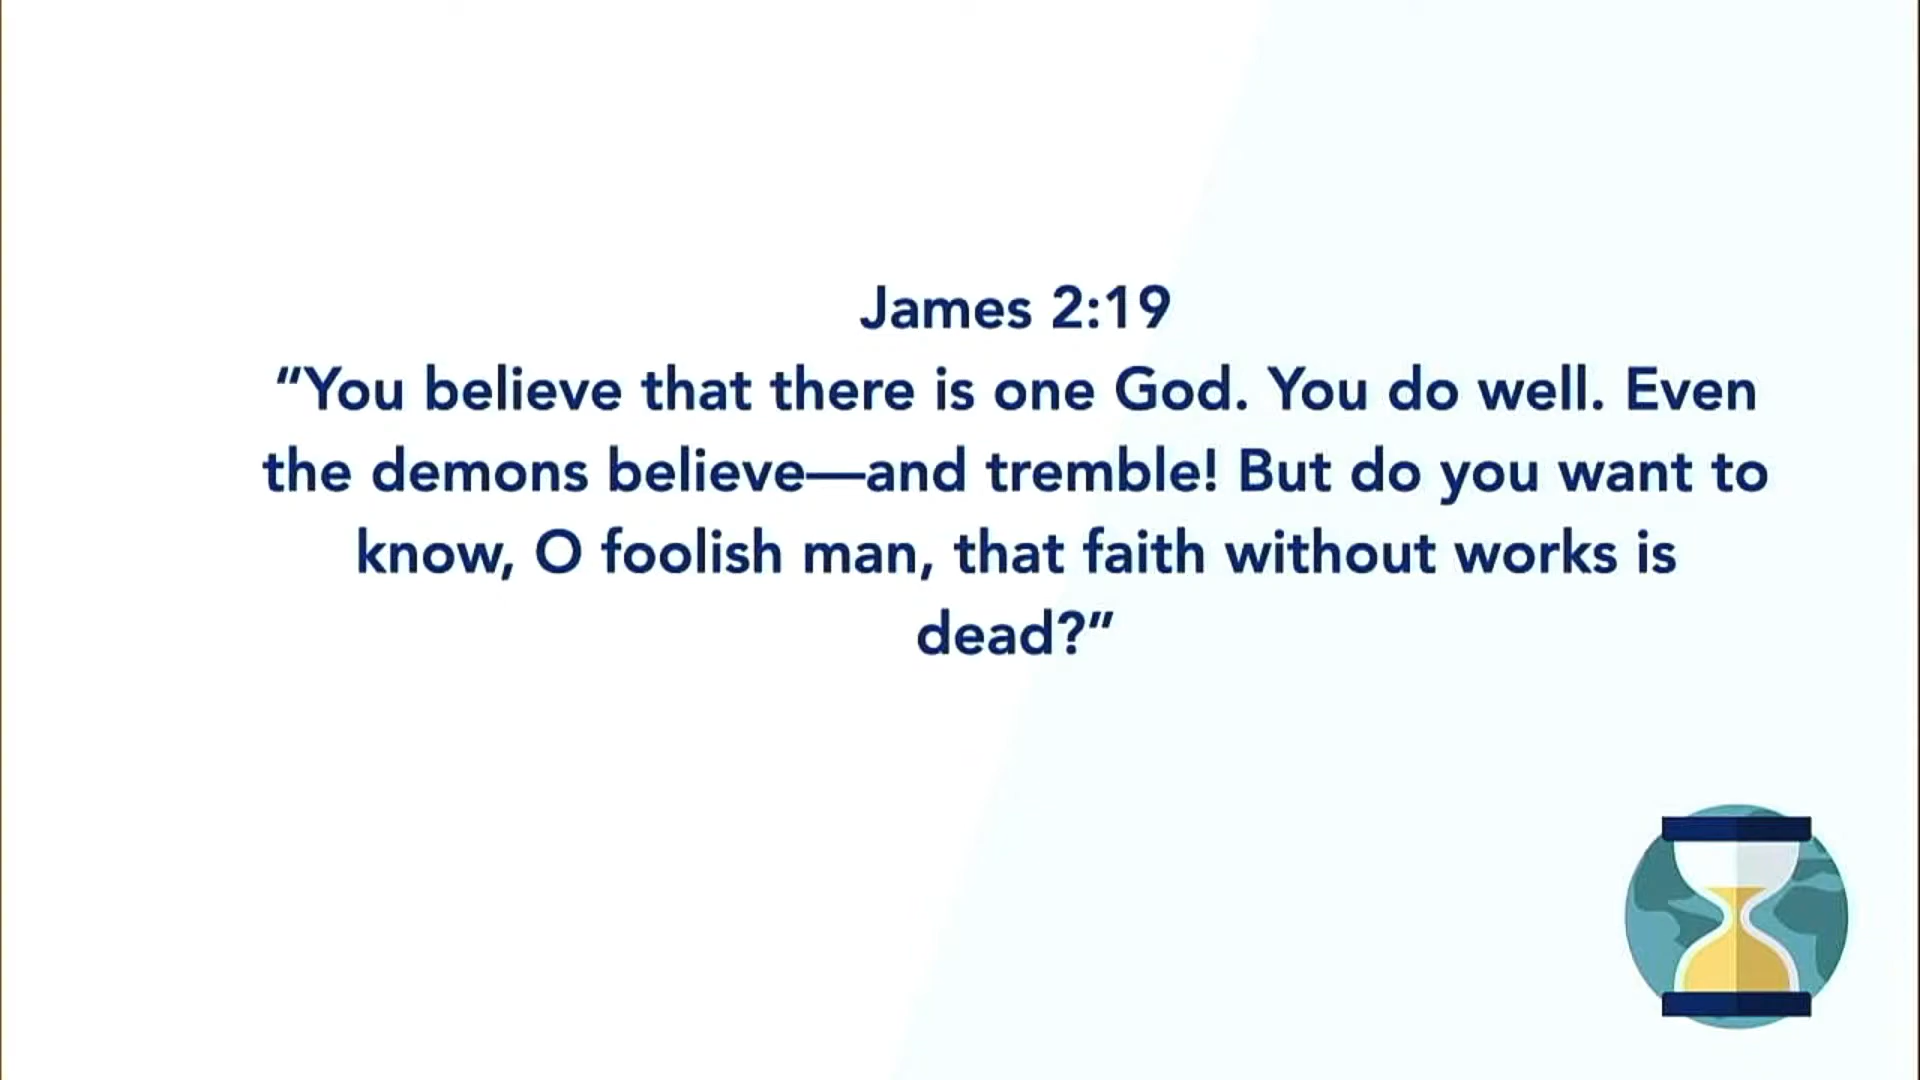 James 2:19
“You believe that there is one God. You do well. Even
the demons believe—and tremble! But do you want to
know, O foolish man, that faith without works is
dead?”